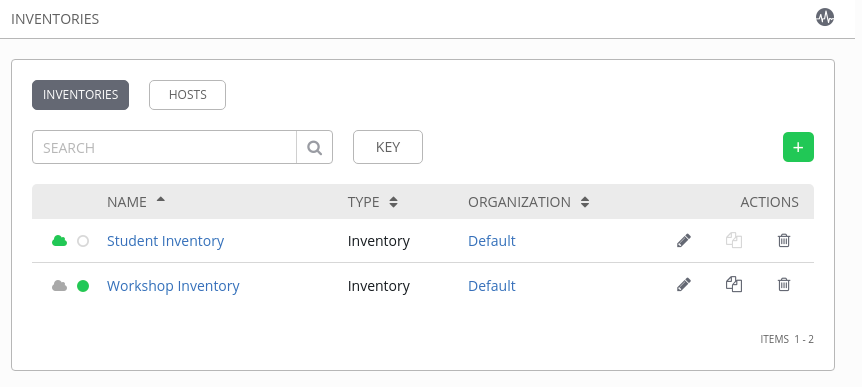 INVENTORIES
INVENTORIES HOSTS
SEARCH KEY +
NAME TYPE ORGANIZATION ACTIONS
Student Inventory Inventory Default
Workshop Inventory Inventory Default
ITEMS 1 - 2